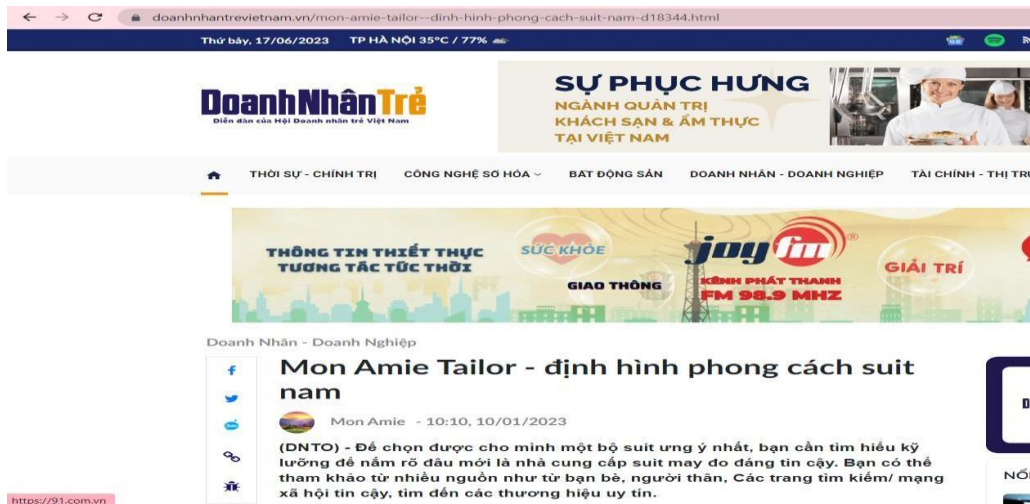 doanhnhantrevietnam.vn/mon-amie-tailor--dinh-hinh-phong-cach-suit-nam-d18344.html
Thứ bảy, 17/06/2023 TP HÀ NỘI 35°C / 77%
DoanhNhânTrẻ
Diễn đàn của Hội Doanh nhân trẻ Việt Nam
SỰ PHỤC HƯNG
NGÀNH QUẢN TRỊ
KHÁCH SẠN & ẨM THỰC
TẠI VIỆT NAM
THỜI SỰ - CHÍNH TRỊ CÔNG NGHỆ SỐ HÓA BẤT ĐỘNG SẢN DOANH NHÂN - DOANH NGHIỆP TÀI CHÍNH - THỊ
THÔNG TIN THIẾT THỰC
TƯƠNG TÁC TỨC THỜI
SỨC KHỎE
GIAO THÔNG
joy fm®
KÊNH PHÁT THANH
FM 98.9 MHZ
GIẢI TRÍ
Doanh Nhân - Doanh Nghiệp
Mon Amie Tailor - định hình phong cách suit
nam
Mon Amie - 10:10, 10/01/2023
(DNTO) - Để chọn được cho mình một bộ suit ưng ý nhất, bạn cần tìm hiểu kỹ
lưỡng để nắm rõ đâu mới là nhà cung cấp suit may đo đáng tin cậy. Bạn có thể
tham khảo từ nhiều nguồn như từ bạn bè, người thân, Các trang tìm kiếm/ mạng
xã hội tin cậy, tìm đến các thương hiệu uy tín.
https://91.com.vn